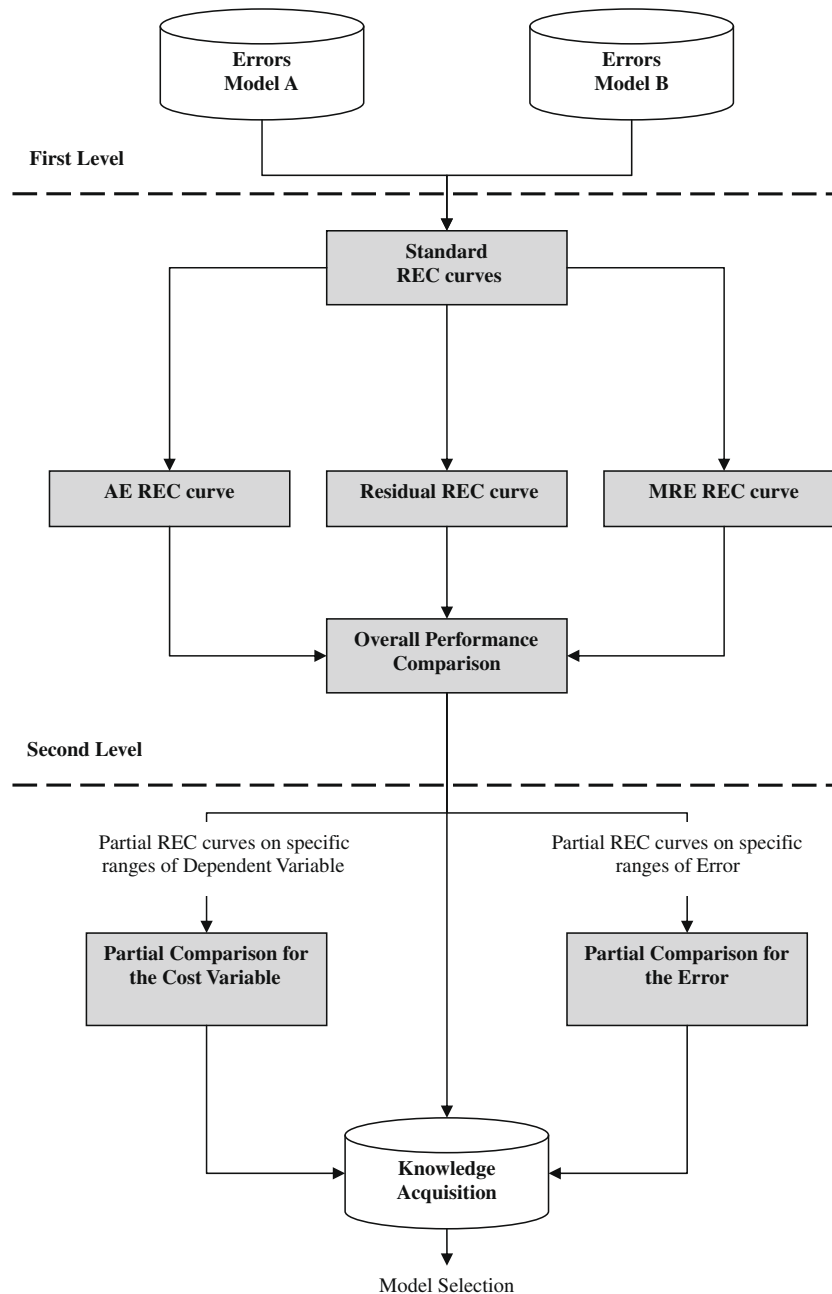 Errors
Model A
Errors
Model B
First Level
Standard
REC curves
AE REC curve
Residual REC curve
MRE REC curve
Overall Performance
Comparison
Second Level
Partial REC curves on specific
ranges of Dependent Variable
Partial REC curves on specific
ranges of Error
Partial Comparison for
the Cost Variable
Partial Comparison for
the Error
Knowledge
Acquisition
Model Selection